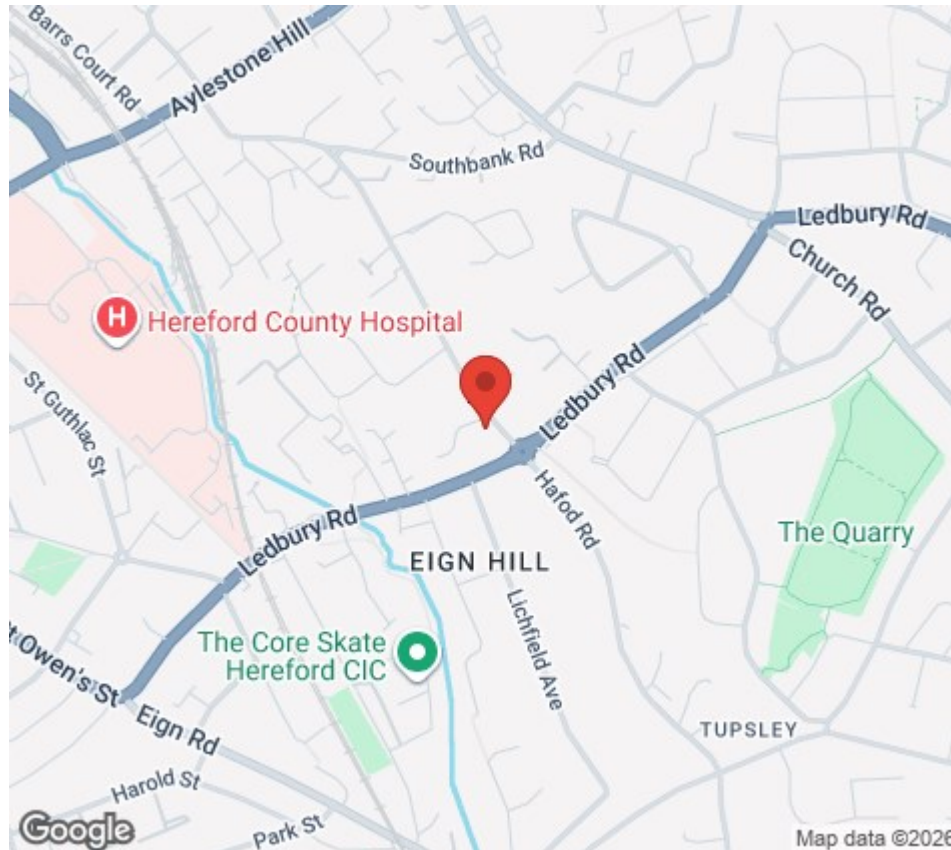 Barrs Court Rd
Aylestone Hill
Southbank Rd
Ledbury Rd
Church Rd
H
Hereford County Hospital
St Guthlac St
Ledbury Rd
Hafod Rd
The Quarry
Ledbury Rd
EIGN HILL
Lichfield Ave
The Core Skate
Hereford CIC
Owen's St
Eign Rd
TUPSLEY
Harold St
Park St
Google
Map data ©2026